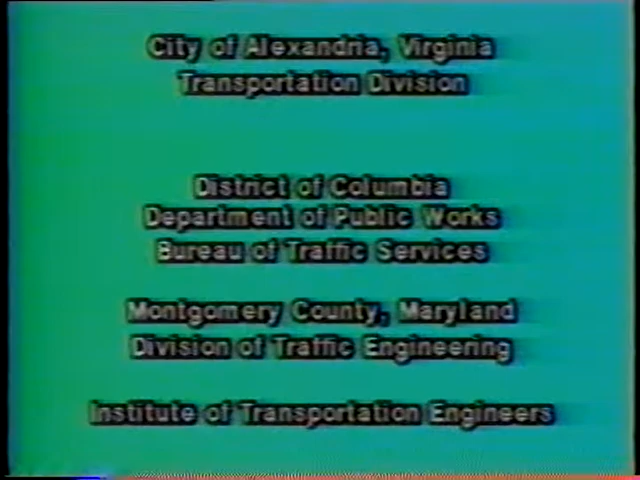 City of Alexandria, Virginia
Transportation Division
District of Columbia
Department of Public Works
Bureau of Traffic Services
Montgomery County, Maryland
Division of Traffic Engineering
Institute of Transportation Engineers